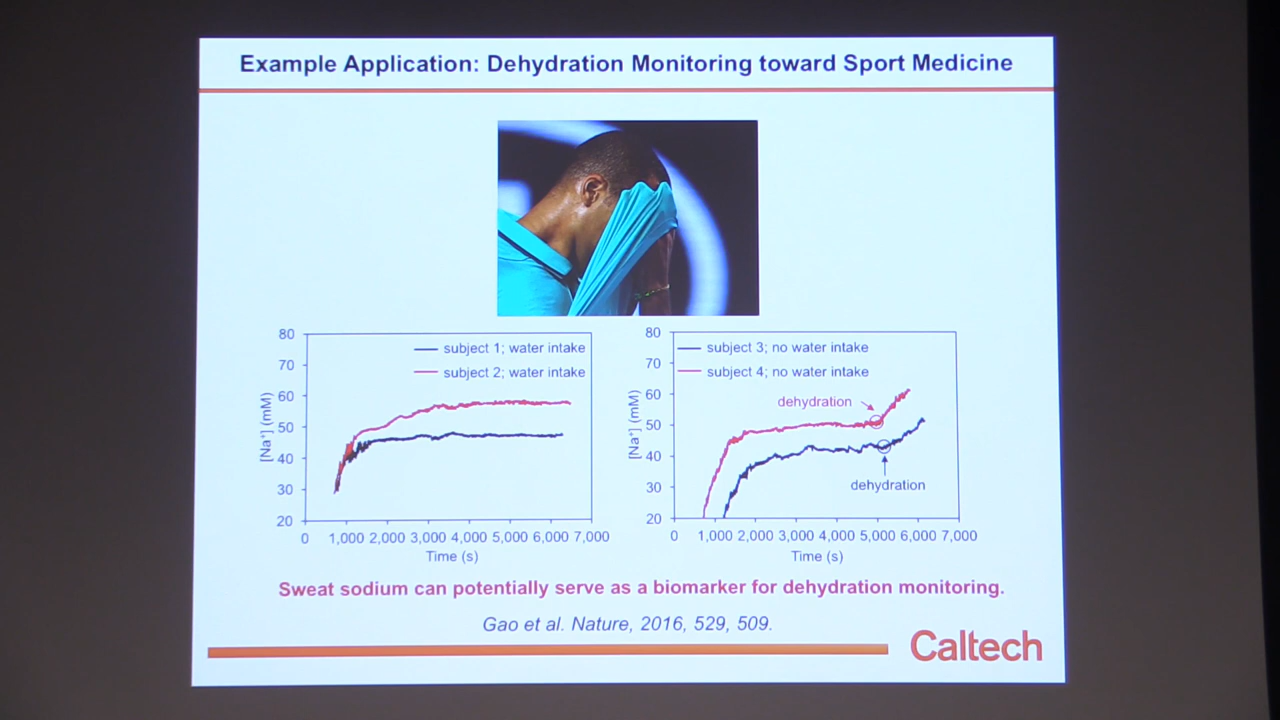 Example Application: Dehydration Monitoring toward Sport Medicine
80
70
60
50
40
30
20
[Na⁺] (mM)
subject 1; water intake
subject 2; water intake
0 1,000 2,000 3,000 4,000 5,000 6,000 7,000
Time (s)
80
70
60
50
40
30
20
[Na⁺] (mM)
subject 3; no water intake
subject 4; no water intake
dehydration
dehydration
0 1,000 2,000 3,000 4,000 5,000 6,000 7,000
Time (s)
Sweat sodium can potentially serve as a biomarker for dehydration monitoring.
Gao et al. Nature, 2016, 529, 509.
Caltech